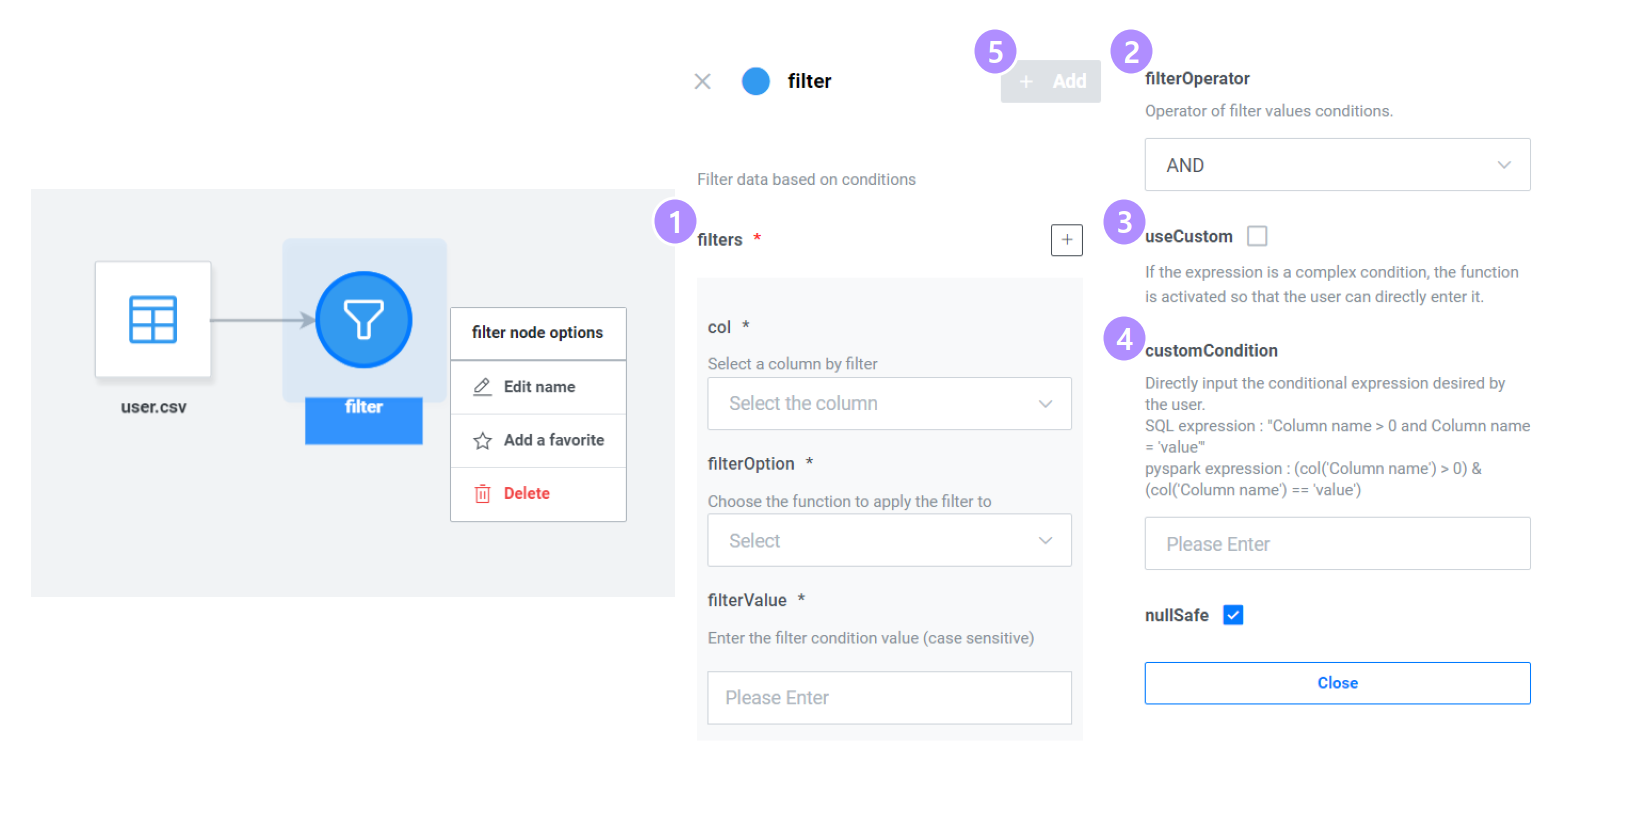 user.csv
filter
filter node options
Edit name
Add a favorite
Delete
filter
5
+ Add
Filter data based on conditions
1
filters *
+
col *
Select a column by filter
Select the column
filterOption *
Choose the function to apply the filter to
Select
filterValue *
Enter the filter condition value (case sensitive)
Please Enter
2
filterOperator
Operator of filter values conditions.
AND
3
useCustom
If the expression is a complex condition, the function
is activated so that the user can directly enter it.
4
customCondition
Directly input the conditional expression desired by
the user.
SQL expression : "Column name > 0 and Column name
= 'value'"
pyspark expression : (col('Column name') > 0) &
(col('Column name') == 'value')
Please Enter
nullSafe
Close